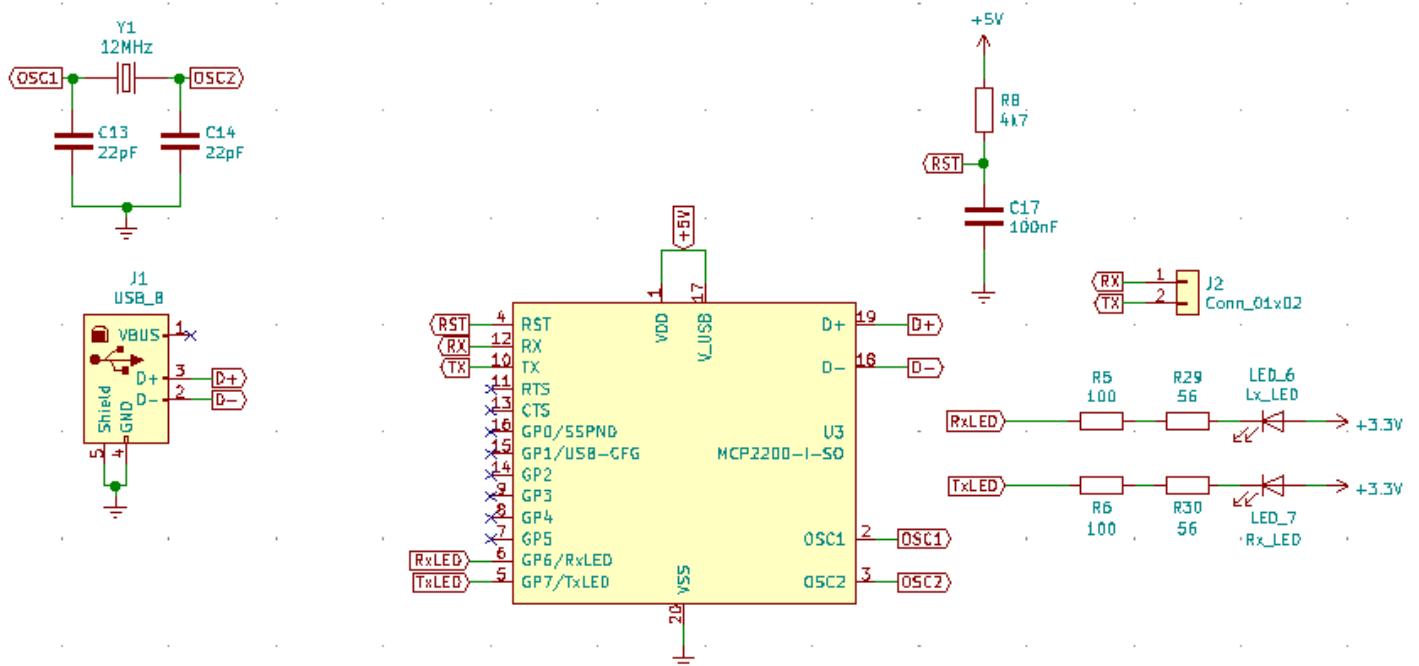 Y1
12MHz
OSC1
OSC2
C13
22pF
C14
22pF
J1
USB_B
VBUS
1
D+
3
D+
D-
2
D-
Shield
GND
5
4
+5V
1
17
VDD
V_USB
RST
4
RST
RX
12
RX
TX
10
TX
11
RTS
13
CTS
16
GP0/SSPND
15
GP1/USB-CFG
14
GP2
9
GP3
8
GP4
7
GP5
RxLED
6
GP6/RxLED
TxLED
5
GP7/TxLED
D+
19
D+
D-
18
D-
U3
MCP2200-I-SO
OSC1
2
OSC1
OSC2
3
OSC2
VSS
20
+5V
R8
4k7
RST
C17
100nF
RX
1
TX
2
J2
Conn_01x02
RxLED
R5
100
R29
56
LED_6
Lx_LED
+3.3V
TxLED
R6
100
R30
56
LED_7
Rx_LED
+3.3V